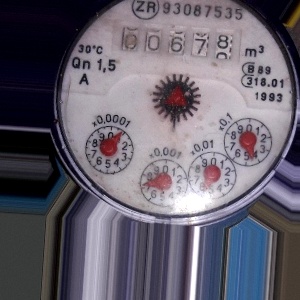 ZR 93087535
00678 m³
30°C
Qn 1,5
A
B 89
318.01
1993
x0,0001
x0,001
x0,01
x0,1